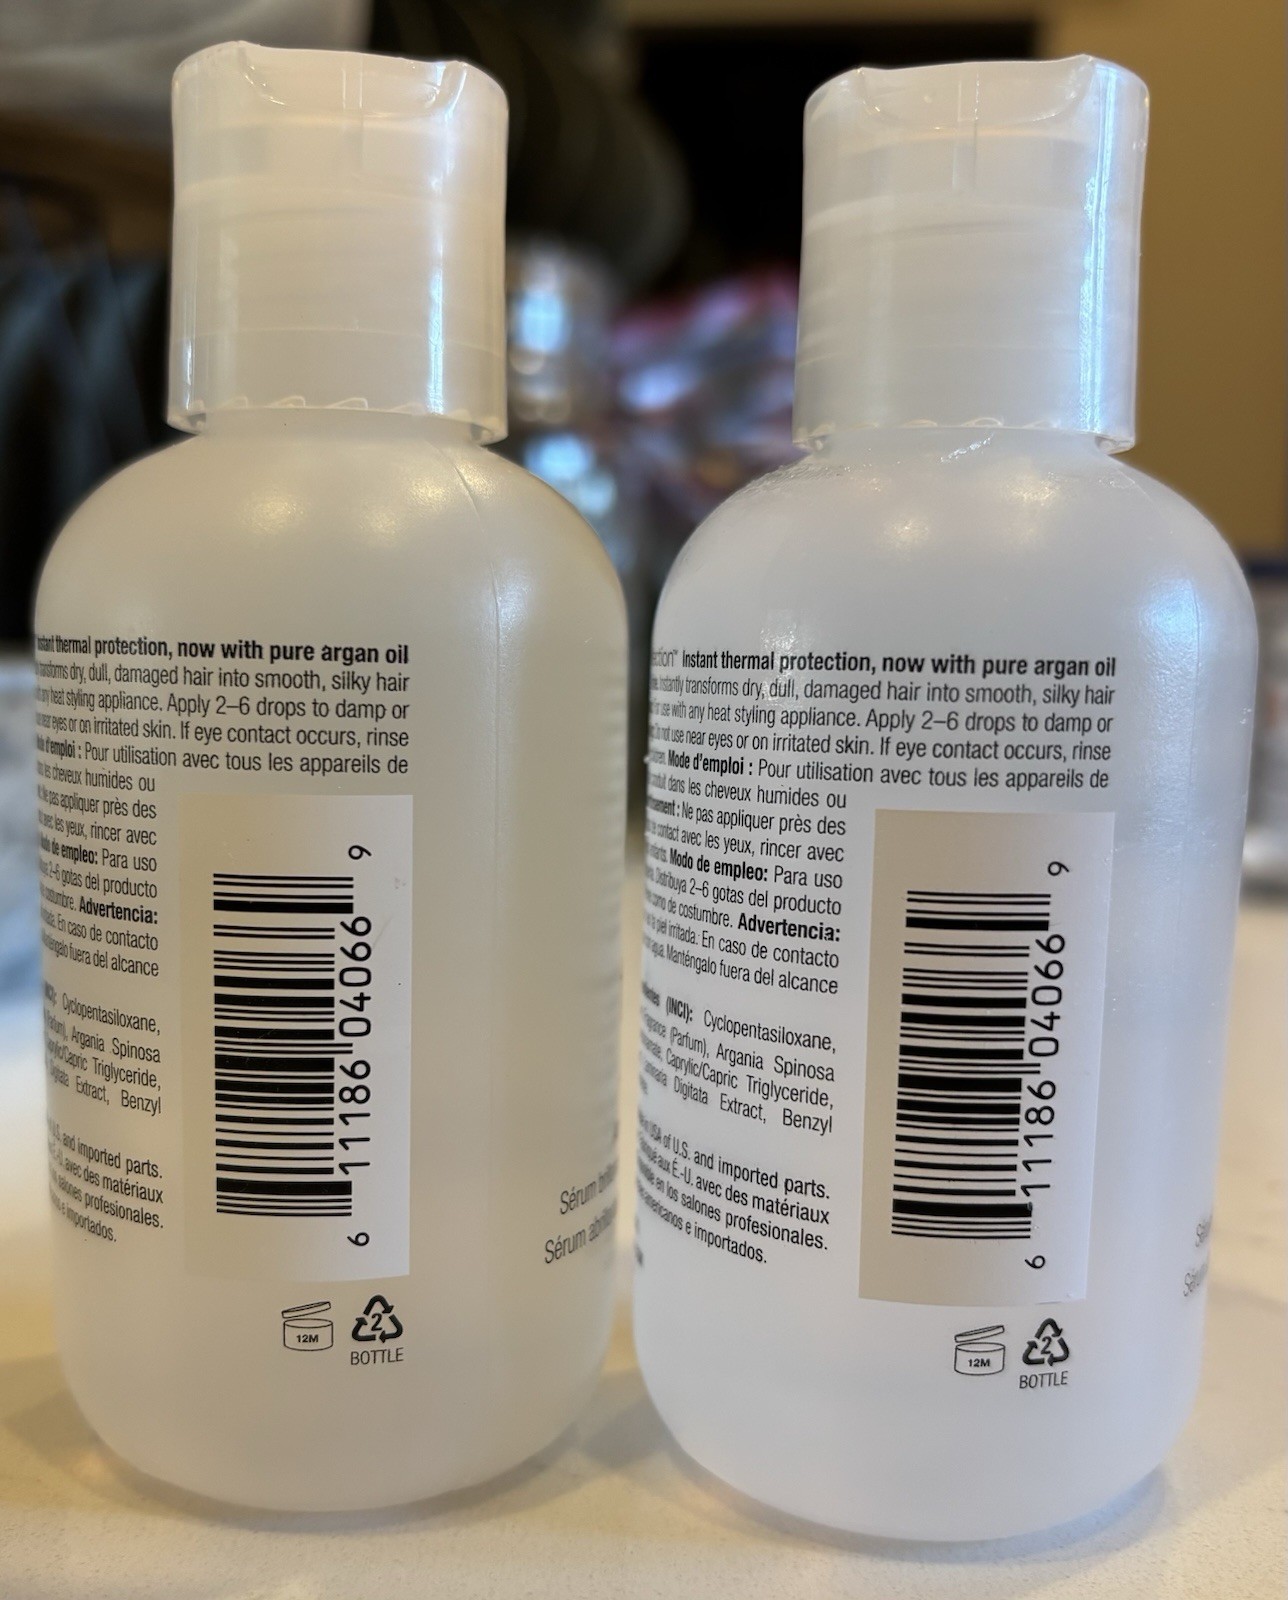 instant thermal protection, now with pure argan oil
transforms dry, dull, damaged hair into smooth, silky hair
any heat styling appliance. Apply 2–6 drops to damp or
near eyes or on irritated skin. If eye contact occurs, rinse
Mode d'emploi : Pour utilisation avec tous les appareils de
les cheveux humides ou
Ne pas appliquer près des
avec les yeux, rincer avec
Modo de empleo: Para uso
2–6 gotas del producto
costumbre. Advertencia:
En caso de contacto
fuera del alcance
Cyclopentasiloxane,
Argania Spinosa
Caprylic/Capric Triglyceride,
Digitata Extract, Benzyl
U.S. and imported parts.
avec des matériaux
salones profesionales.
e importados.
6 11186 04066 9
12M
2
BOTTLE
Sérum
Sérum
Instant thermal protection, now with pure argan oil
Instantly transforms dry, dull, damaged hair into smooth, silky hair
use with any heat styling appliance. Apply 2–6 drops to damp or
Do not use near eyes or on irritated skin. If eye contact occurs, rinse
Mode d'emploi : Pour utilisation avec tous les appareils de
dans les cheveux humides ou
Ne pas appliquer près des
contact avec les yeux, rincer avec
Modo de empleo: Para uso
Distribuya 2–6 gotas del producto
como de costumbre. Advertencia:
la piel irritada. En caso de contacto
agua. Manténgalo fuera del alcance
(INCI): Cyclopentasiloxane,
Fragrance (Parfum), Argania Spinosa
Caprylic/Capric Triglyceride,
Laminaria Digitata Extract, Benzyl
USA of U.S. and imported parts.
aux É.-U. avec des matériaux
en los salones profesionales.
americanos e importados.
6 11186 04066 9
12M
2
BOTTLE